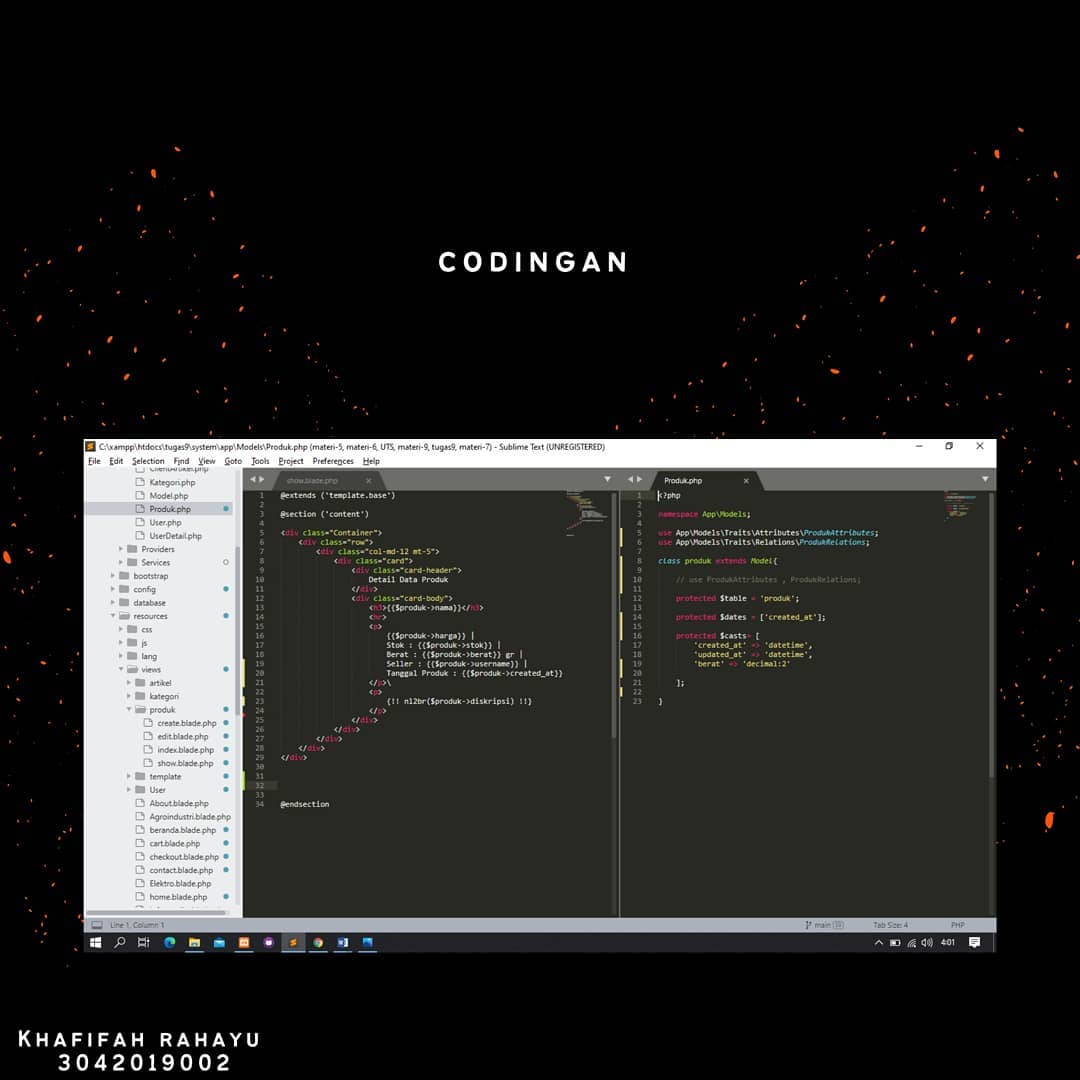 CODINGAN
C:\xampp\htdocs\tugas9\system\app\Models\Produk.php (materi-5, materi-6, UTS, materi-9, tugas9, materi-7) - Sublime Text (UNREGISTERED)
File Edit Selection Find View Goto Tools Project Preferences Help
ClientArtikel.php
Kategori.php
Model.php
Produk.php
User.php
UserDetail.php
Providers
Services
bootstrap
config
database
resources
css
js
lang
views
artikel
kategori
produk
create.blade.php
edit.blade.php
index.blade.php
show.blade.php
template
User
About.blade.php
Agroindustri.blade.php
beranda.blade.php
cart.blade.php
checkout.blade.php
contact.blade.php
Elektro.blade.php
home.blade.php
show.blade.php
1 @extends ('template.base')
2
3 @section ('content')
4
5 <div class="Container">
6 <div class="row">
7 <div class="col-md-12 mt-5">
8 <div class="card">
9 <div class="card-header">
10 Detail Data Produk
11 </div>
12 <div class="card-body">
13 <h3>{{$produk->nama}}</h3>
14 <hr>
15 <p>
16 {{$produk->harga}} |
17 Stok : {{$produk->stok}} |
18 Berat : {{$produk->berat}} gr |
19 Seller : {{$produk->username}} |
20 Tanggal Produk : {{$produk->created_at}}
21 </p>\
22 <p>
23 {!! nl2br($produk->diskripsi) !!}
24 </p>
25 </div>
26 </div>
27 </div>
28 </div>
29 </div>
30
31
32
33
34 @endsection
Produk.php
1 <?php
2
3 namespace App\Models;
4
5 use App\Models\Traits\Attributes\ProdukAttributes;
6 use App\Models\Traits\Relations\ProdukRelations;
7
8 class produk extends Model{
9
10 // use ProdukAttributes , ProdukRelations;
11
12 protected $table = 'produk';
13
14 protected $dates = ['created_at'];
15
16 protected $casts= [
17 'created_at' => 'datetime',
18 'updated_at' => 'datetime',
19 'berat' => 'decimal:2'
20
21 ];
22
23 }
Line 1, Column 1
main
Tab Size: 4
PHP
4:01
KHAFIFAH RAHAYU
3042019002